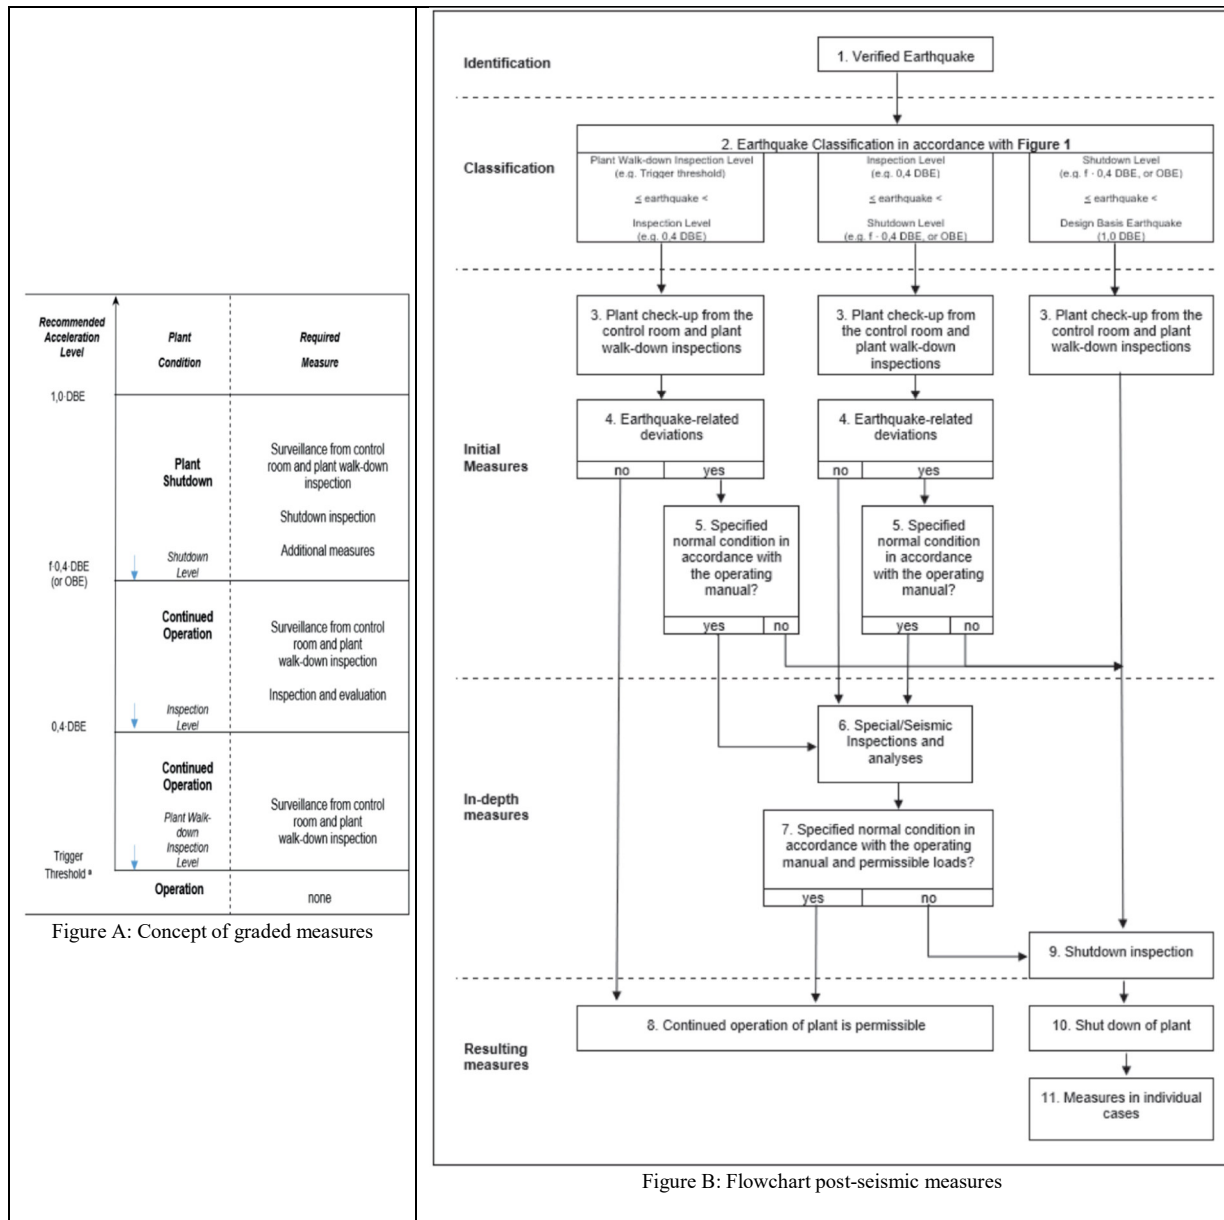 Recommended
Acceleration
Level
Plant
Condition
Required
Measure
1,0·DBE
Plant
Shutdown
Surveillance from control
room and plant walk-down
inspection
Shutdown inspection
Additional measures
Shutdown
Level
f·0,4·DBE
(or OBE)
Continued
Operation
Surveillance from control
room and plant
walk-down inspection
Inspection and evaluation
Inspection
Level
0,4·DBE
Continued
Operation
Plant Walk-
down
Inspection
Level
Surveillance from control
room and plant
walk-down inspection
Trigger
Threshold ª
Operation
none
Figure A: Concept of graded measures
Identification
1. Verified Earthquake
Classification
2. Earthquake Classification in accordance with Figure 1
Plant Walk-down Inspection Level
(e.g. Trigger threshold)
≤ earthquake <
Inspection Level
(e.g. 0,4 DBE)
Inspection Level
(e.g. 0,4 DBE)
≤ earthquake <
Shutdown Level
(e.g. f · 0,4 DBE, or OBE)
Shutdown Level
(e.g. f · 0,4 DBE, or OBE)
≤ earthquake <
Design Basis Earthquake
(1,0 DBE)
Initial
Measures
3. Plant check-up from the
control room and plant
walk-down inspections
3. Plant check-up from
the control room and
plant walk-down
inspections
3. Plant check-up from the
control room and plant
walk-down inspections
4. Earthquake-related
deviations
no yes
4. Earthquake-related
deviations
no yes
5. Specified
normal condition in
accordance with
the operating
manual?
yes no
5. Specified
normal condition
in accordance
with the operating
manual?
yes no
In-depth
measures
6. Special/Seismic
Inspections and
analyses
7. Specified normal condition in
accordance with the operating
manual and permissible loads?
yes no
9. Shutdown inspection
Resulting
measures
8. Continued operation of plant is permissible
10. Shut down of plant
11. Measures in individual
cases
Figure B: Flowchart post-seismic measures